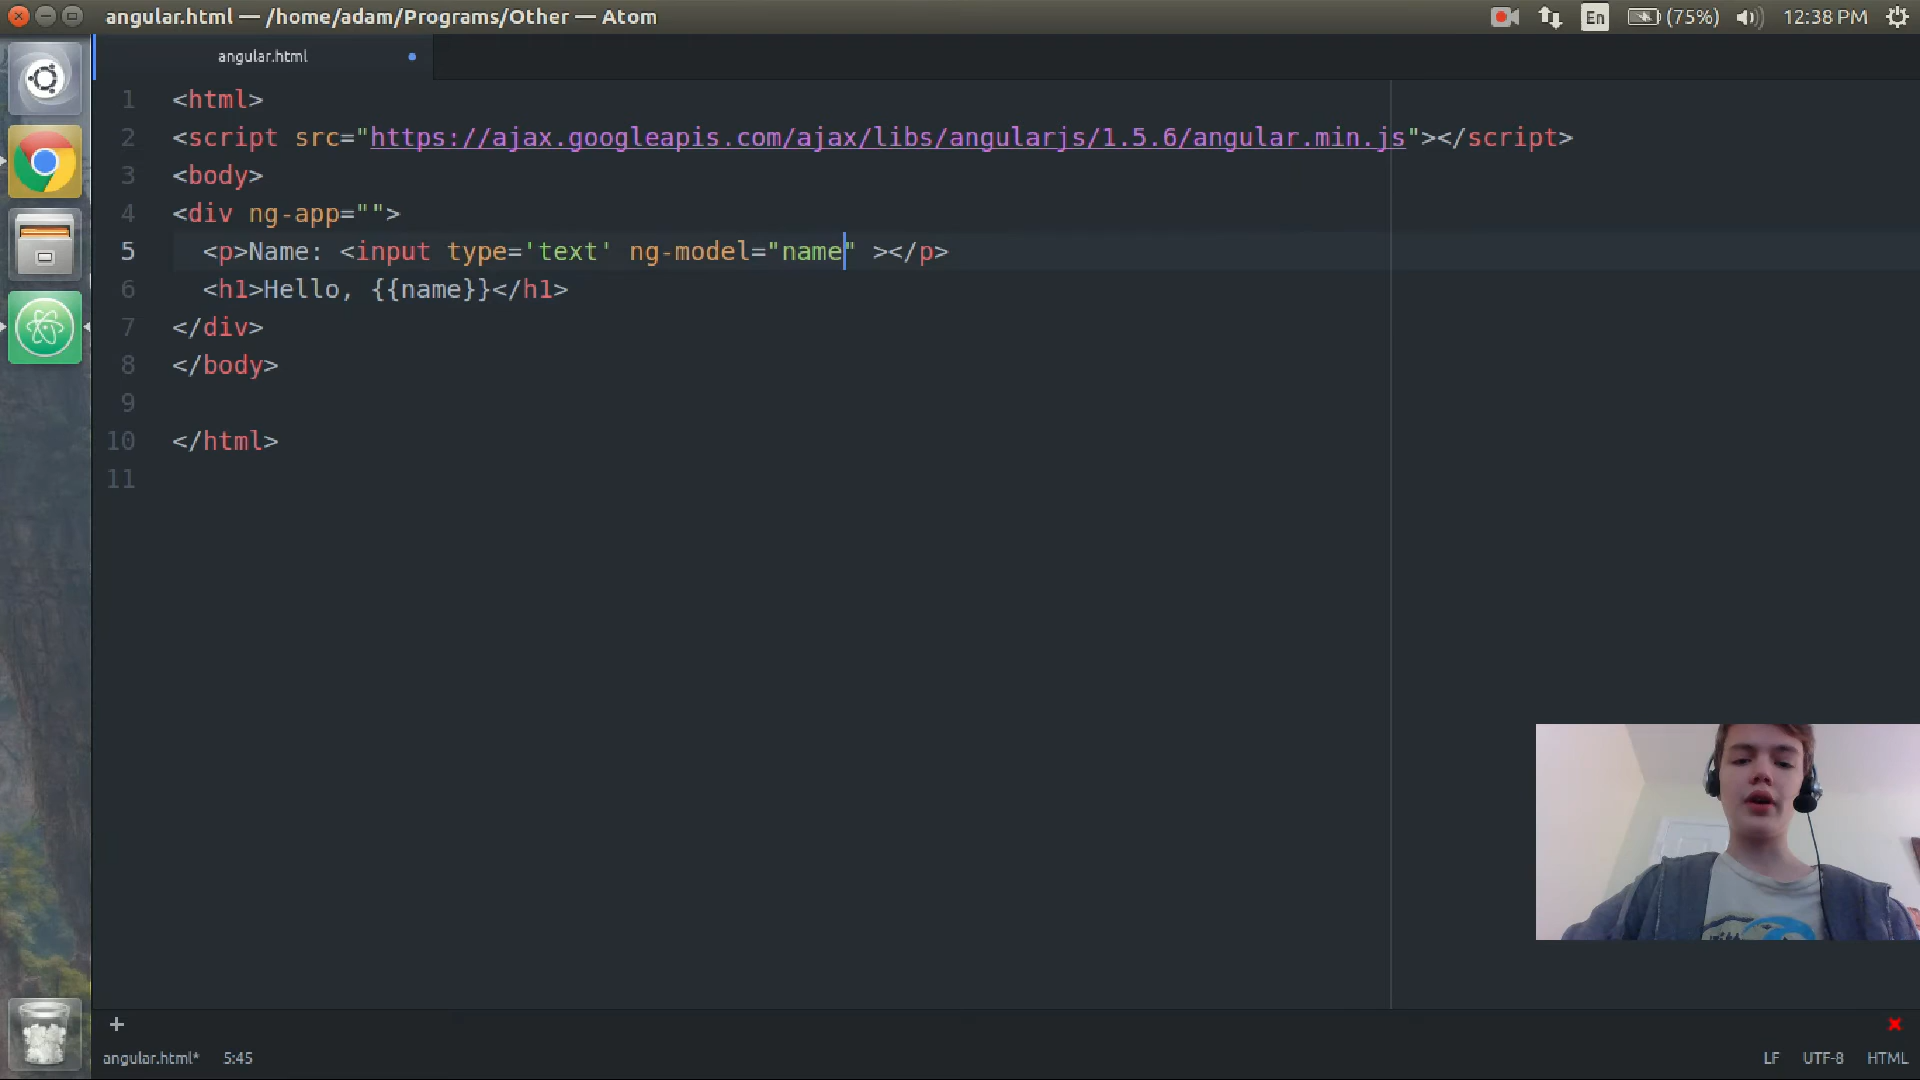 angular.html — /home/adam/Programs/Other — Atom
En (75%) 12:38 PM
angular.html
1 <html>
2 <script src="https://ajax.googleapis.com/ajax/libs/angularjs/1.5.6/angular.min.js"></script>
3 <body>
4 <div ng-app="">
5 <p>Name: <input type='text' ng-model="name" ></p>
6 <h1>Hello, {{name}}</h1>
7 </div>
8 </body>
9
10 </html>
11
angular.html* 5:45 LF UTF-8 HTML